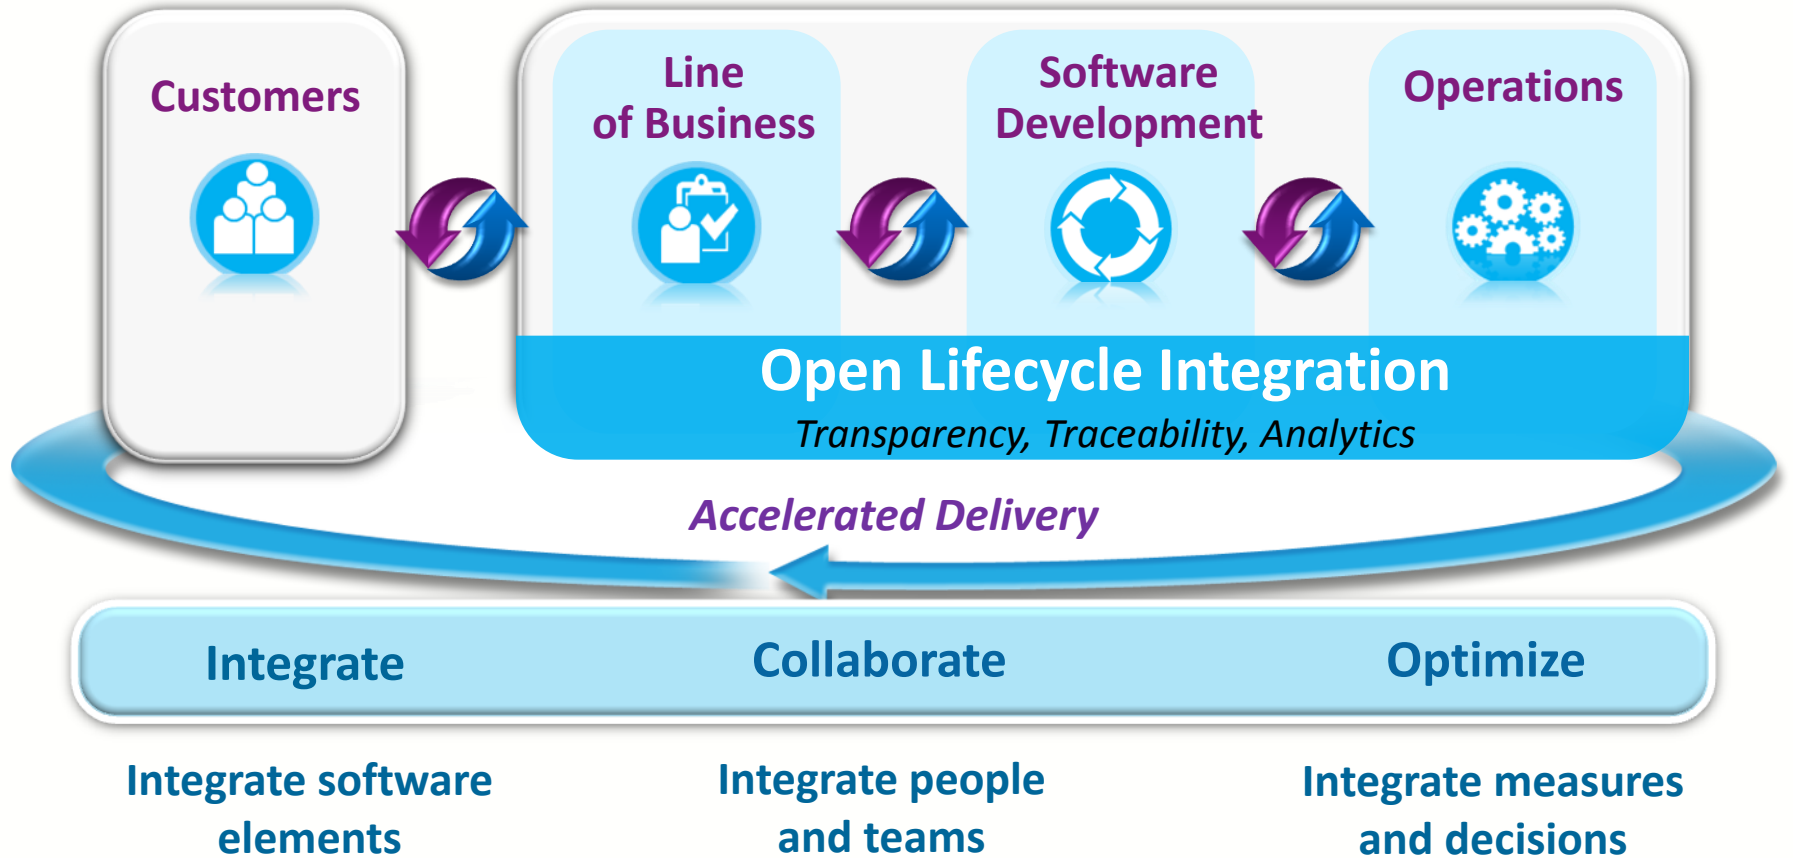 Customers
Line
of Business
Software
Development
Operations
Open Lifecycle Integration
Transparency, Traceability, Analytics
Accelerated Delivery
Integrate
Collaborate
Optimize
Integrate software
elements
Integrate people
and teams
Integrate measures
and decisions